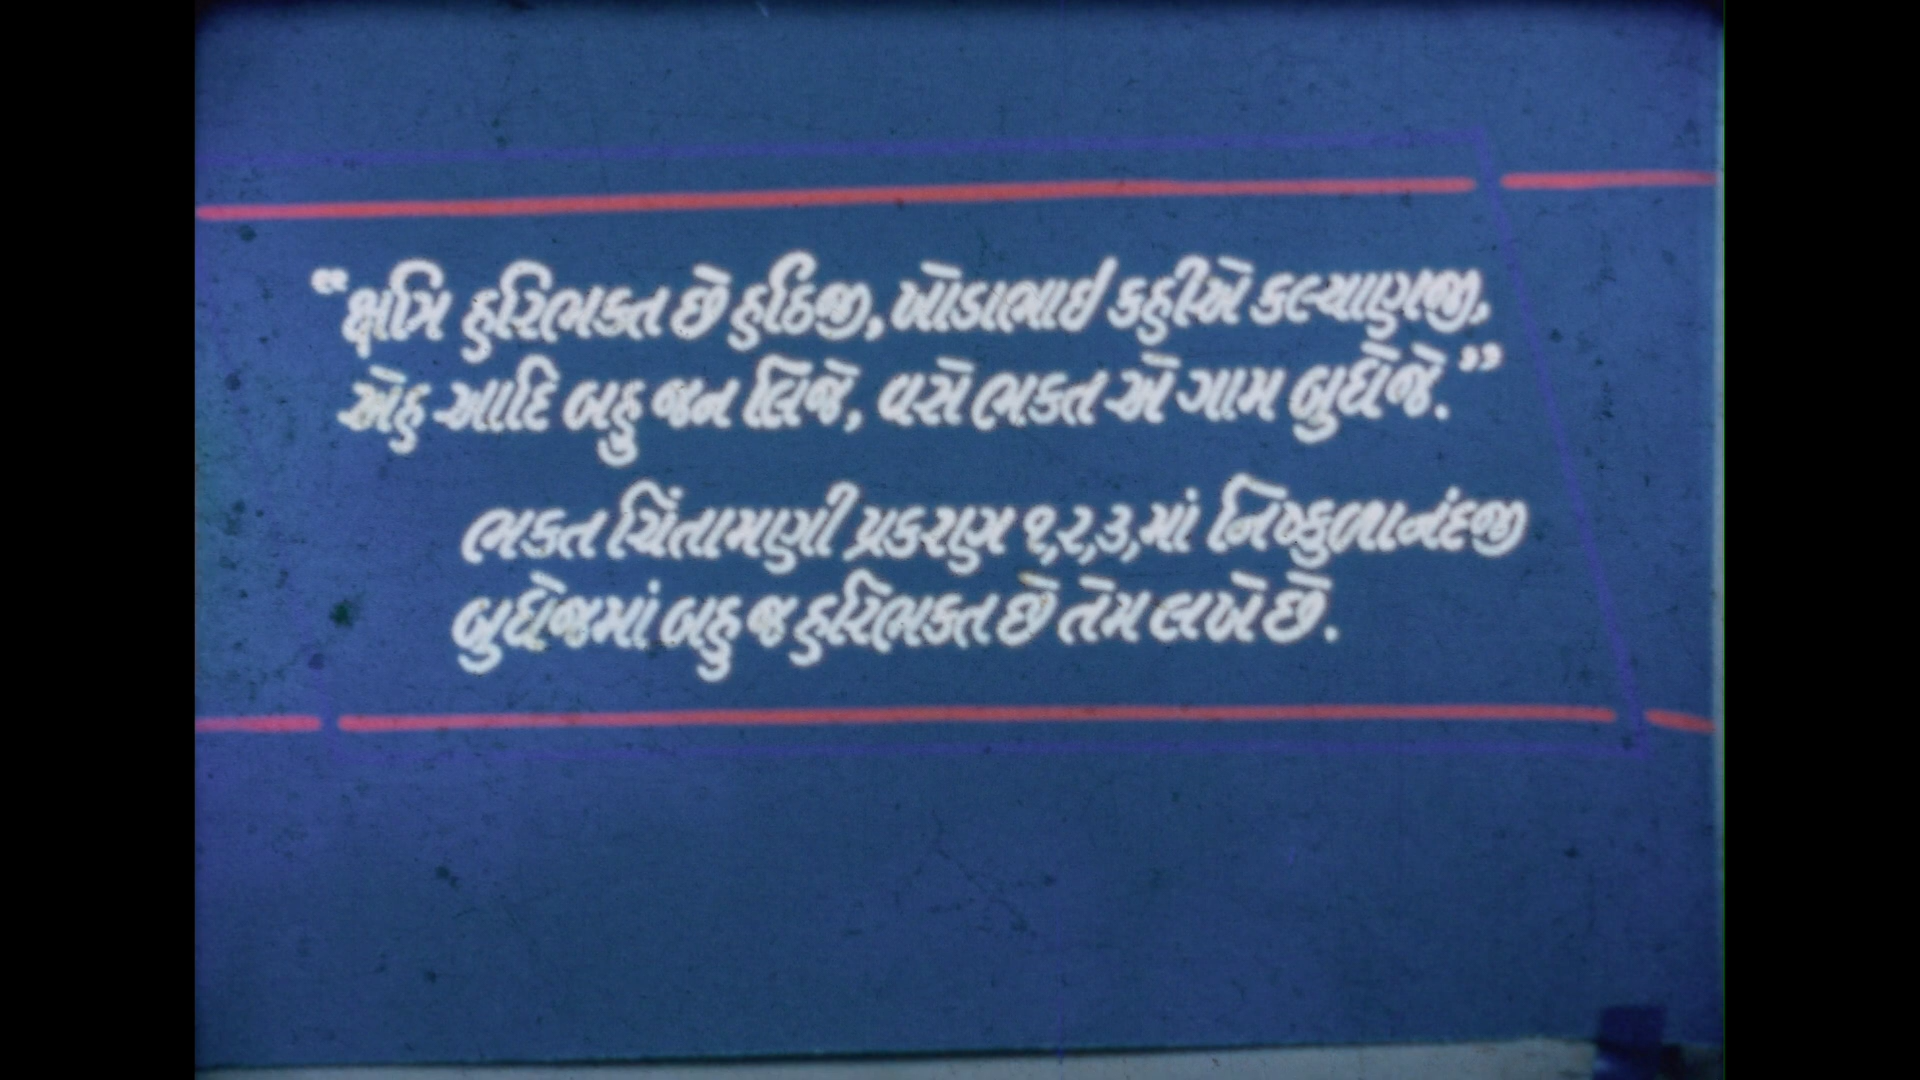 “ક્ષત્રિ હરિભક્ત છે હઠિજી, ખોડાભાઈ કહીએ કલ્યાણજી,
એહ આદિ બહુ જન લિજે, વસે ભક્ત એ ગામ બુધેજે.”
ભક્ત ચિંતામણી પ્રકરણ ૧,૨,૩,માં નિષ્કુળાનંદજી
બુધેજમાં બહુ જ હરિભક્ત છે તેમ લખે છે.